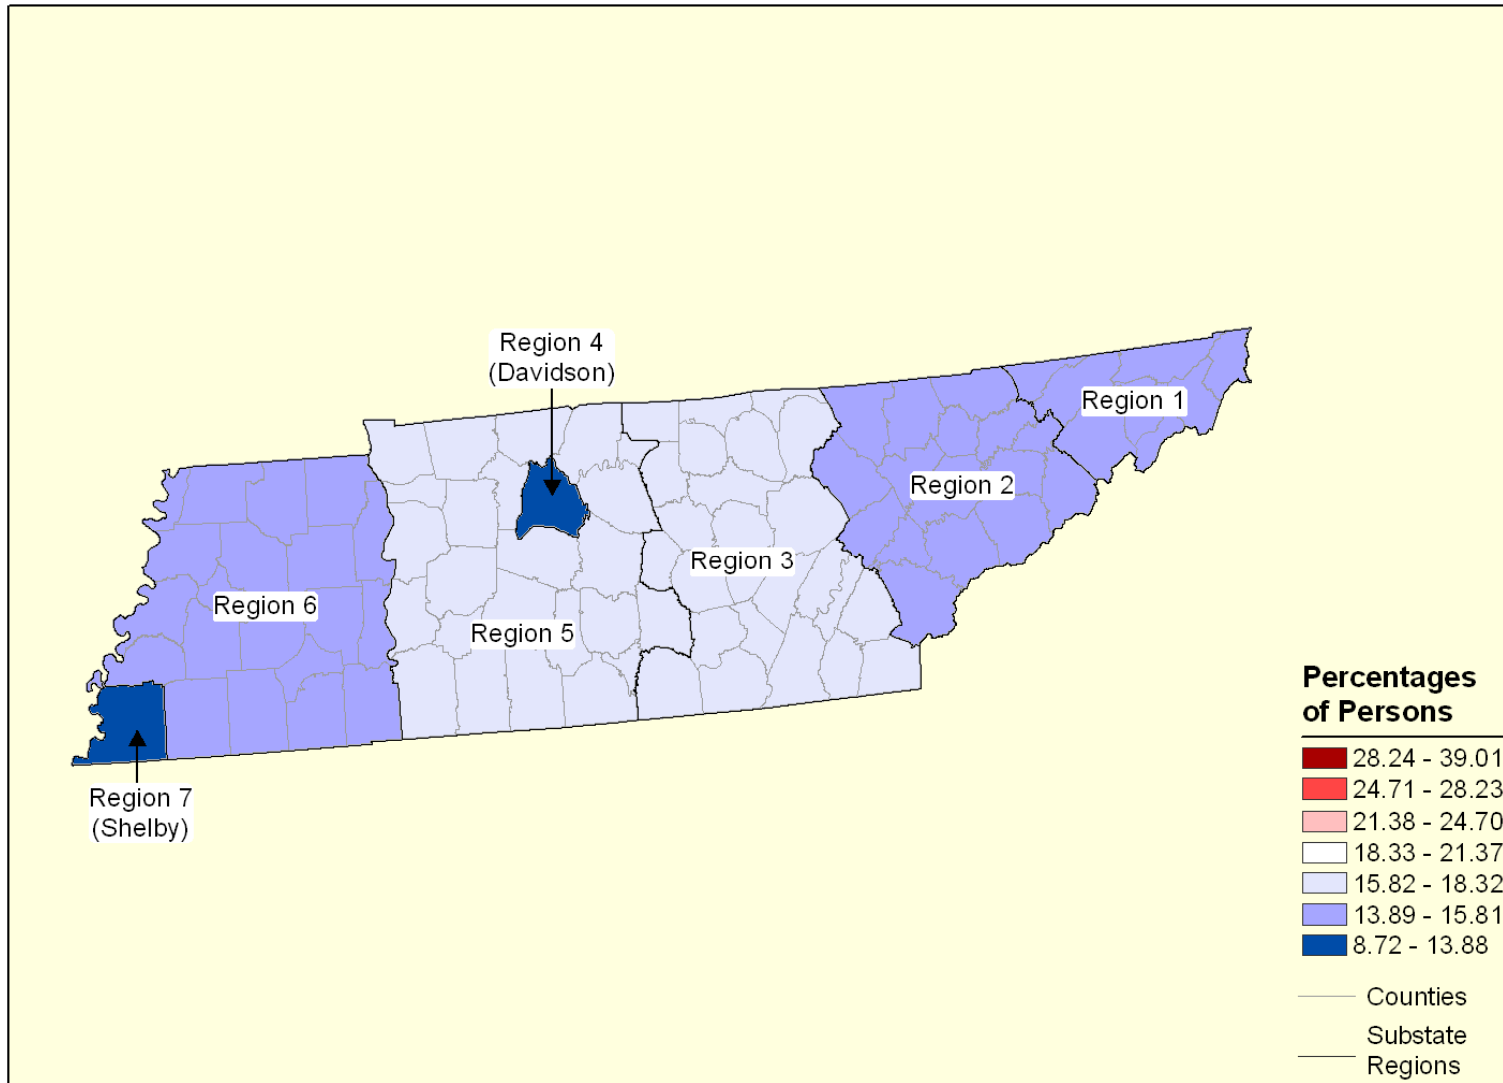 Region 4
(Davidson)
Region 1
Region 2
Region 3
Region 6
Region 5
Region 7
(Shelby)
Percentages
of Persons
28.24 - 39.01
24.71 - 28.23
21.38 - 24.70
18.33 - 21.37
15.82 - 18.32
13.89 - 15.81
8.72 - 13.88
Counties
Substate
Regions